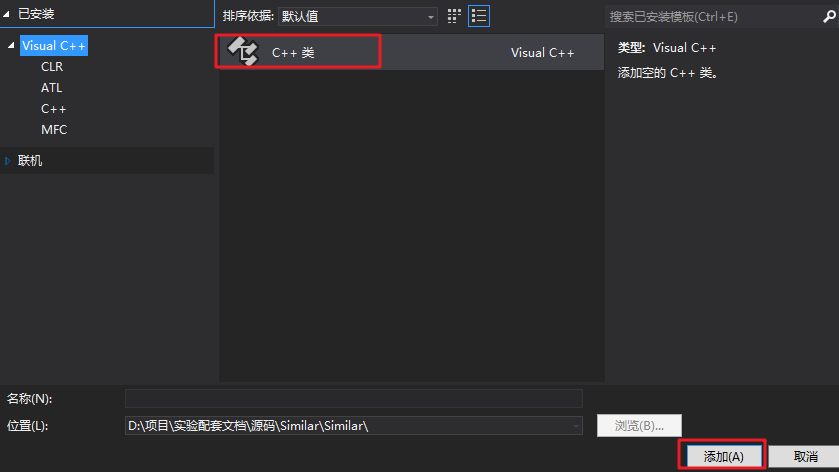 已安装
排序依据: 默认值
搜索已安装模板(Ctrl+E)
Visual C++
CLR
ATL
C++
MFC
联机
C++ 类
Visual C++
类型: Visual C++
添加空的 C++ 类。
名称(N):
位置(L):
D:\项目\实验配套文档\源码\Similar\Similar\
浏览(B)...
添加(A)
取消